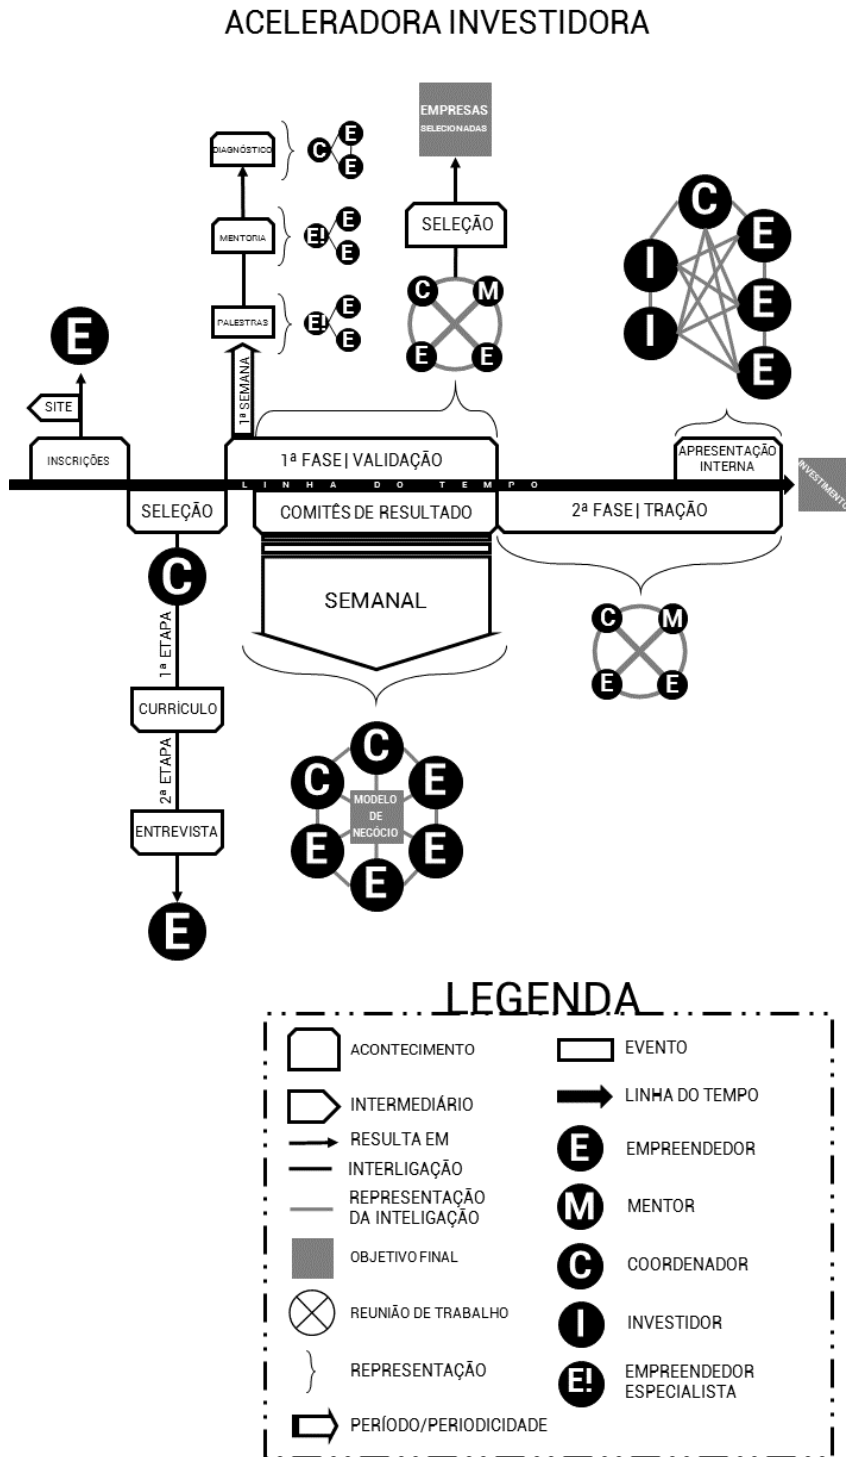 ACELERADORA INVESTIDORA
EMPRESAS
SELECIONADAS
DIAGNÓSTICO
C
E
E
MENTORIA
E!
E
E
PALESTRAS
E!
E
E
SELEÇÃO
C
M
E
E
C
I
I
E
E
E
E
SITE
1ª SEMANA
INSCRIÇÕES
1ª FASE| VALIDAÇÃO
APRESENTAÇÃO
INTERNA
LINHA DO TEMPO
INVESTIMENTO
SELEÇÃO
COMITÊS DE RESULTADO
2ª FASE| TRAÇÃO
C
SEMANAL
1ª ETAPA
C
M
E
E
CURRÍCULO
2ª ETAPA
ENTREVISTA
E
C
C
E
MODELO
DE
NEGÓCIO
E
E
E
LEGENDA
ACONTECIMENTO
INTERMEDIÁRIO
RESULTA EM
INTERLIGAÇÃO
REPRESENTAÇÃO
DA INTELIGAÇÃO
OBJETIVO FINAL
REUNIÃO DE TRABALHO
REPRESENTAÇÃO
PERÍODO/PERIODICIDADE
EVENTO
LINHA DO TEMPO
E EMPREENDEDOR
M MENTOR
C COORDENADOR
I INVESTIDOR
E! EMPREENDEDOR
ESPECIALISTA